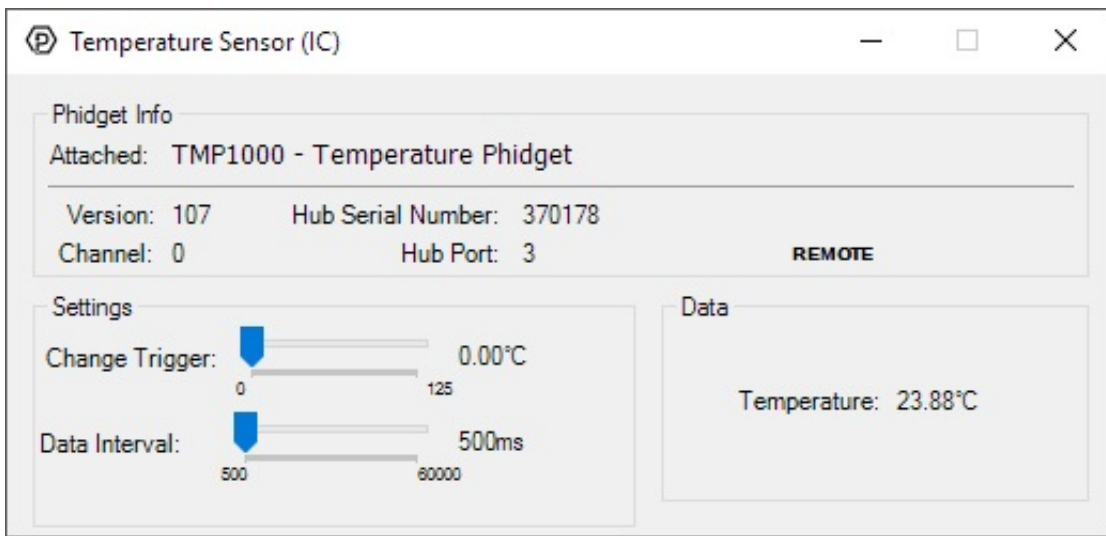 Temperature Sensor (IC)
Phidget Info
Attached: TMP1000 - Temperature Phidget
Version: 107 Hub Serial Number: 370178
Channel: 0 Hub Port: 3 REMOTE
Settings
Change Trigger: 0.00°C
0 125
Data Interval: 500ms
500 60000
Data
Temperature: 23.88°C